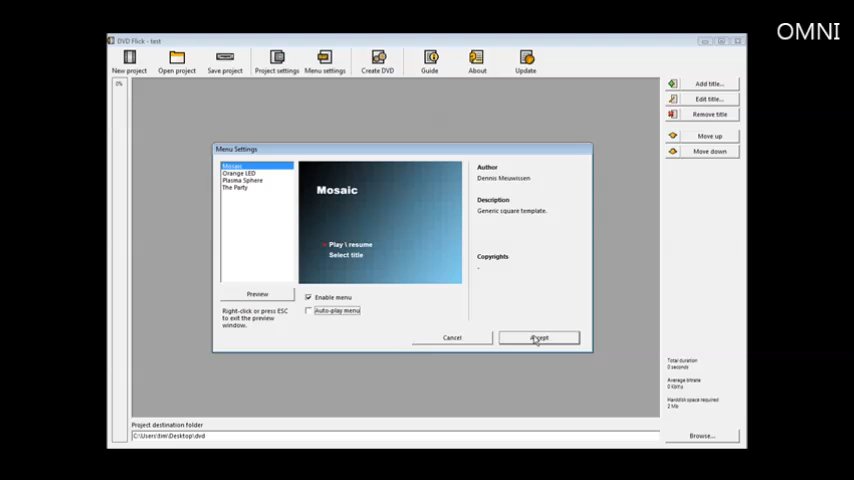 OMNI
DVD Flick - test
New project
Open project
Save project
Project settings
Menu settings
Create DVD
Guide
About
Update
0%
Add title...
Edit title...
Remove title
Move up
Move down
Menu Settings
Mosaic
Orange LED
Plasma Sphere
The Party
Mosaic
Play \ resume
Select title
Author
Dennis Meuwissen
Description
Generic square template.
Copyrights
-
Preview
Right-click or press ESC
to exit the preview
window.
Enable menu
Auto-play menu
Cancel
Accept
Total duration
0 seconds
Average bitrate
0 Kbit/s
Harddisk space required
2 Mb
Project destination folder
C:\Users\tim\Desktop\dvd
Browse...